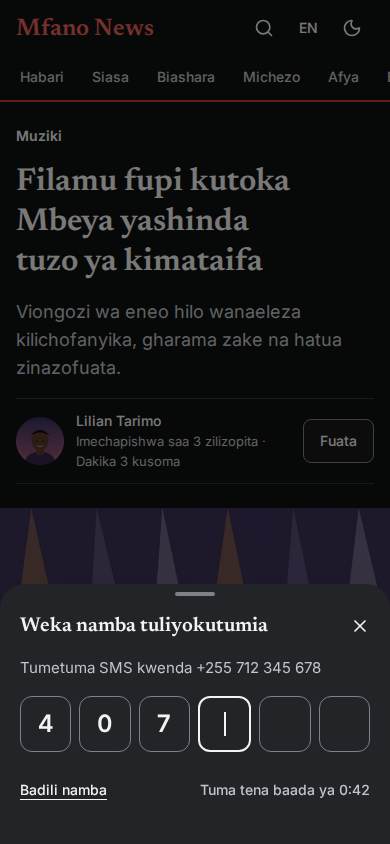 Mfano News
EN
Habari Siasa Biashara Michezo Afya
Muziki
Filamu fupi kutoka
Mbeya yashinda
tuzo ya kimataifa
Viongozi wa eneo hilo wanaeleza
kilichofanyika, gharama zake na hatua
zinazofuata.
Lilian Tarimo
Imechapishwa saa 3 zilizopita ·
Dakika 3 kusoma
Fuata
Weka namba tuliyokutumia
Tumetuma SMS kwenda +255 712 345 678
4 0 7
Badili namba
Tuma tena baada ya 0:42